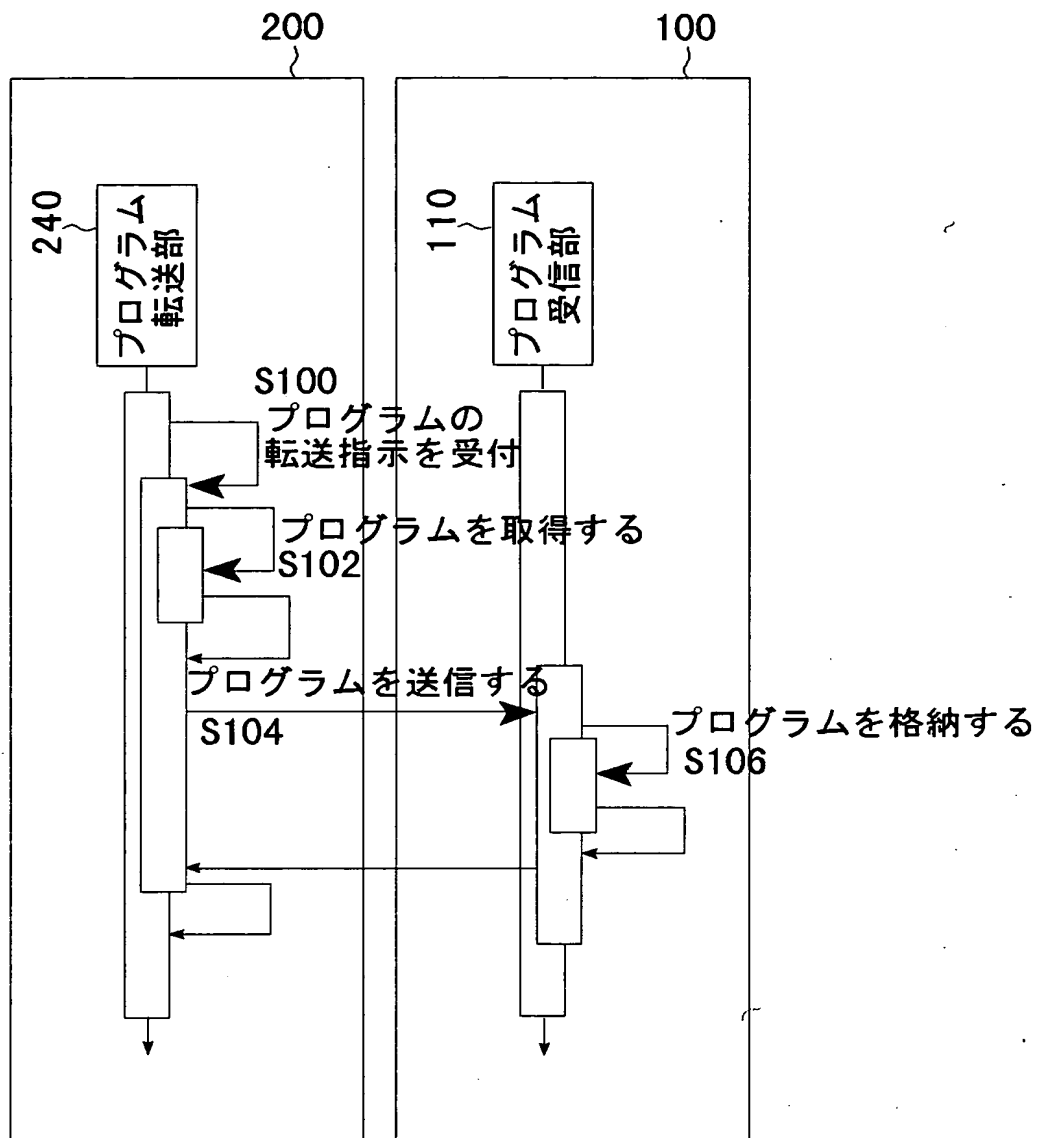 200
100
240
プログラム
転送部
110
プログラム
受信部
S100
プログラムの
転送指示を受付
プログラムを取得する
S102
プログラムを送信する
S104
プログラムを格納する
S106